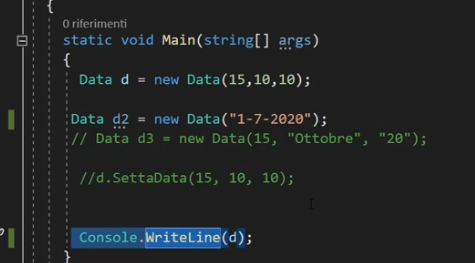 {
0 riferimenti
static void Main(string[] args)
{
Data d = new Data(15,10,10);
Data d2 = new Data("1-7-2020");
// Data d3 = new Data(15, "Ottobre", "20");
//d.SettaData(15, 10, 10);
Console.WriteLine(d);
}